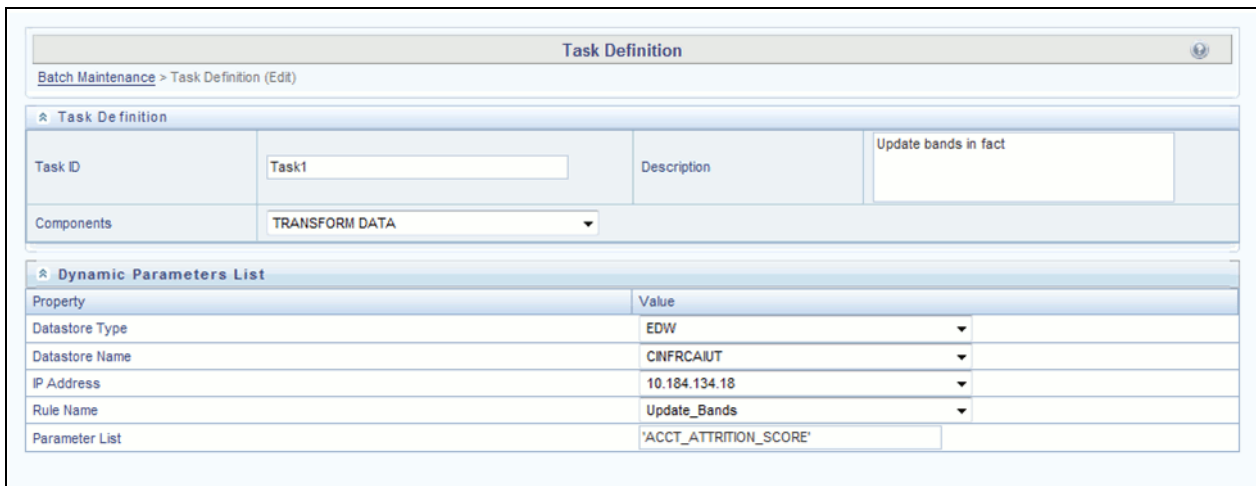 Task Definition
Batch Maintenance > Task Definition (Edit)
Task Definition
Task ID
Task1
Description
Update bands in fact
Components
TRANSFORM DATA
Dynamic Parameters List
Property
Value
Datastore Type
EDW
Datastore Name
CINFRCAIUT
IP Address
10.184.134.18
Rule Name
Update_Bands
Parameter List
'ACCT_ATTRITION_SCORE'